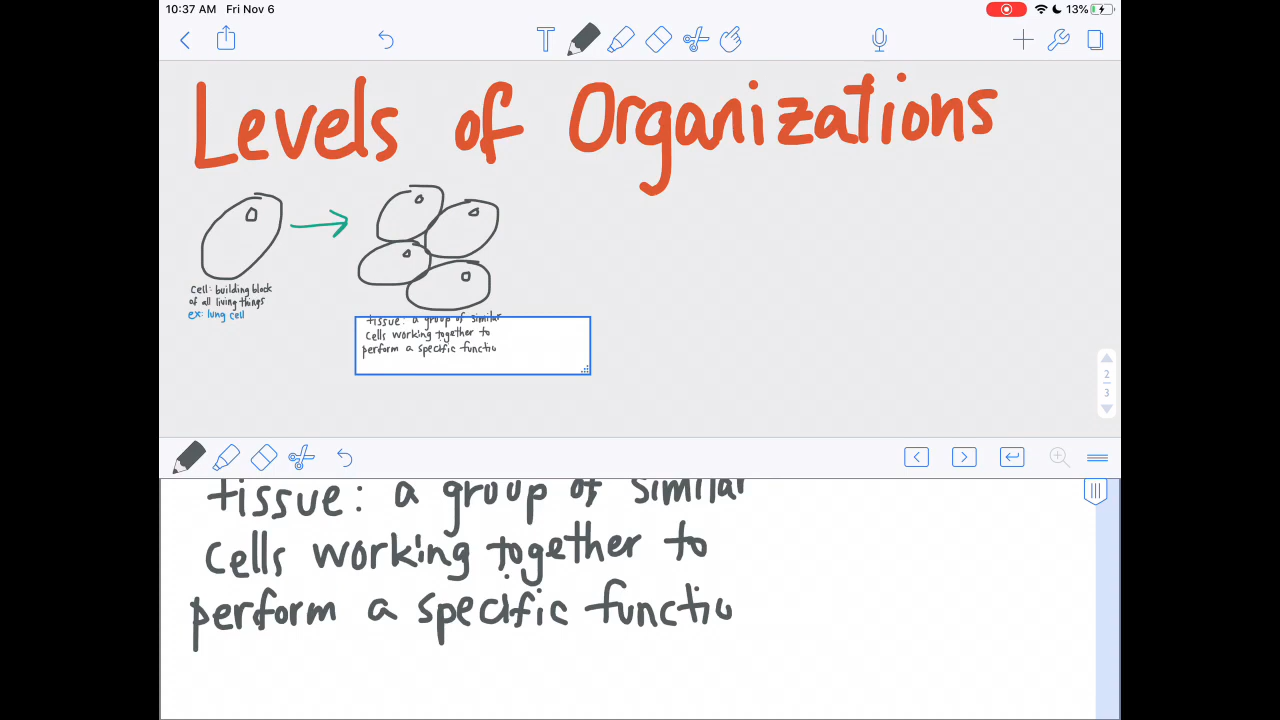 10:37 AM Fri Nov 6
13%
T
Levels of Organizations
cell: building block
of all living things
ex: lung cell
tissue: a group of similar
cells working together to
perform a specific functio
2
3
tissue: a group of similar
cells working together to
perform a specific functio